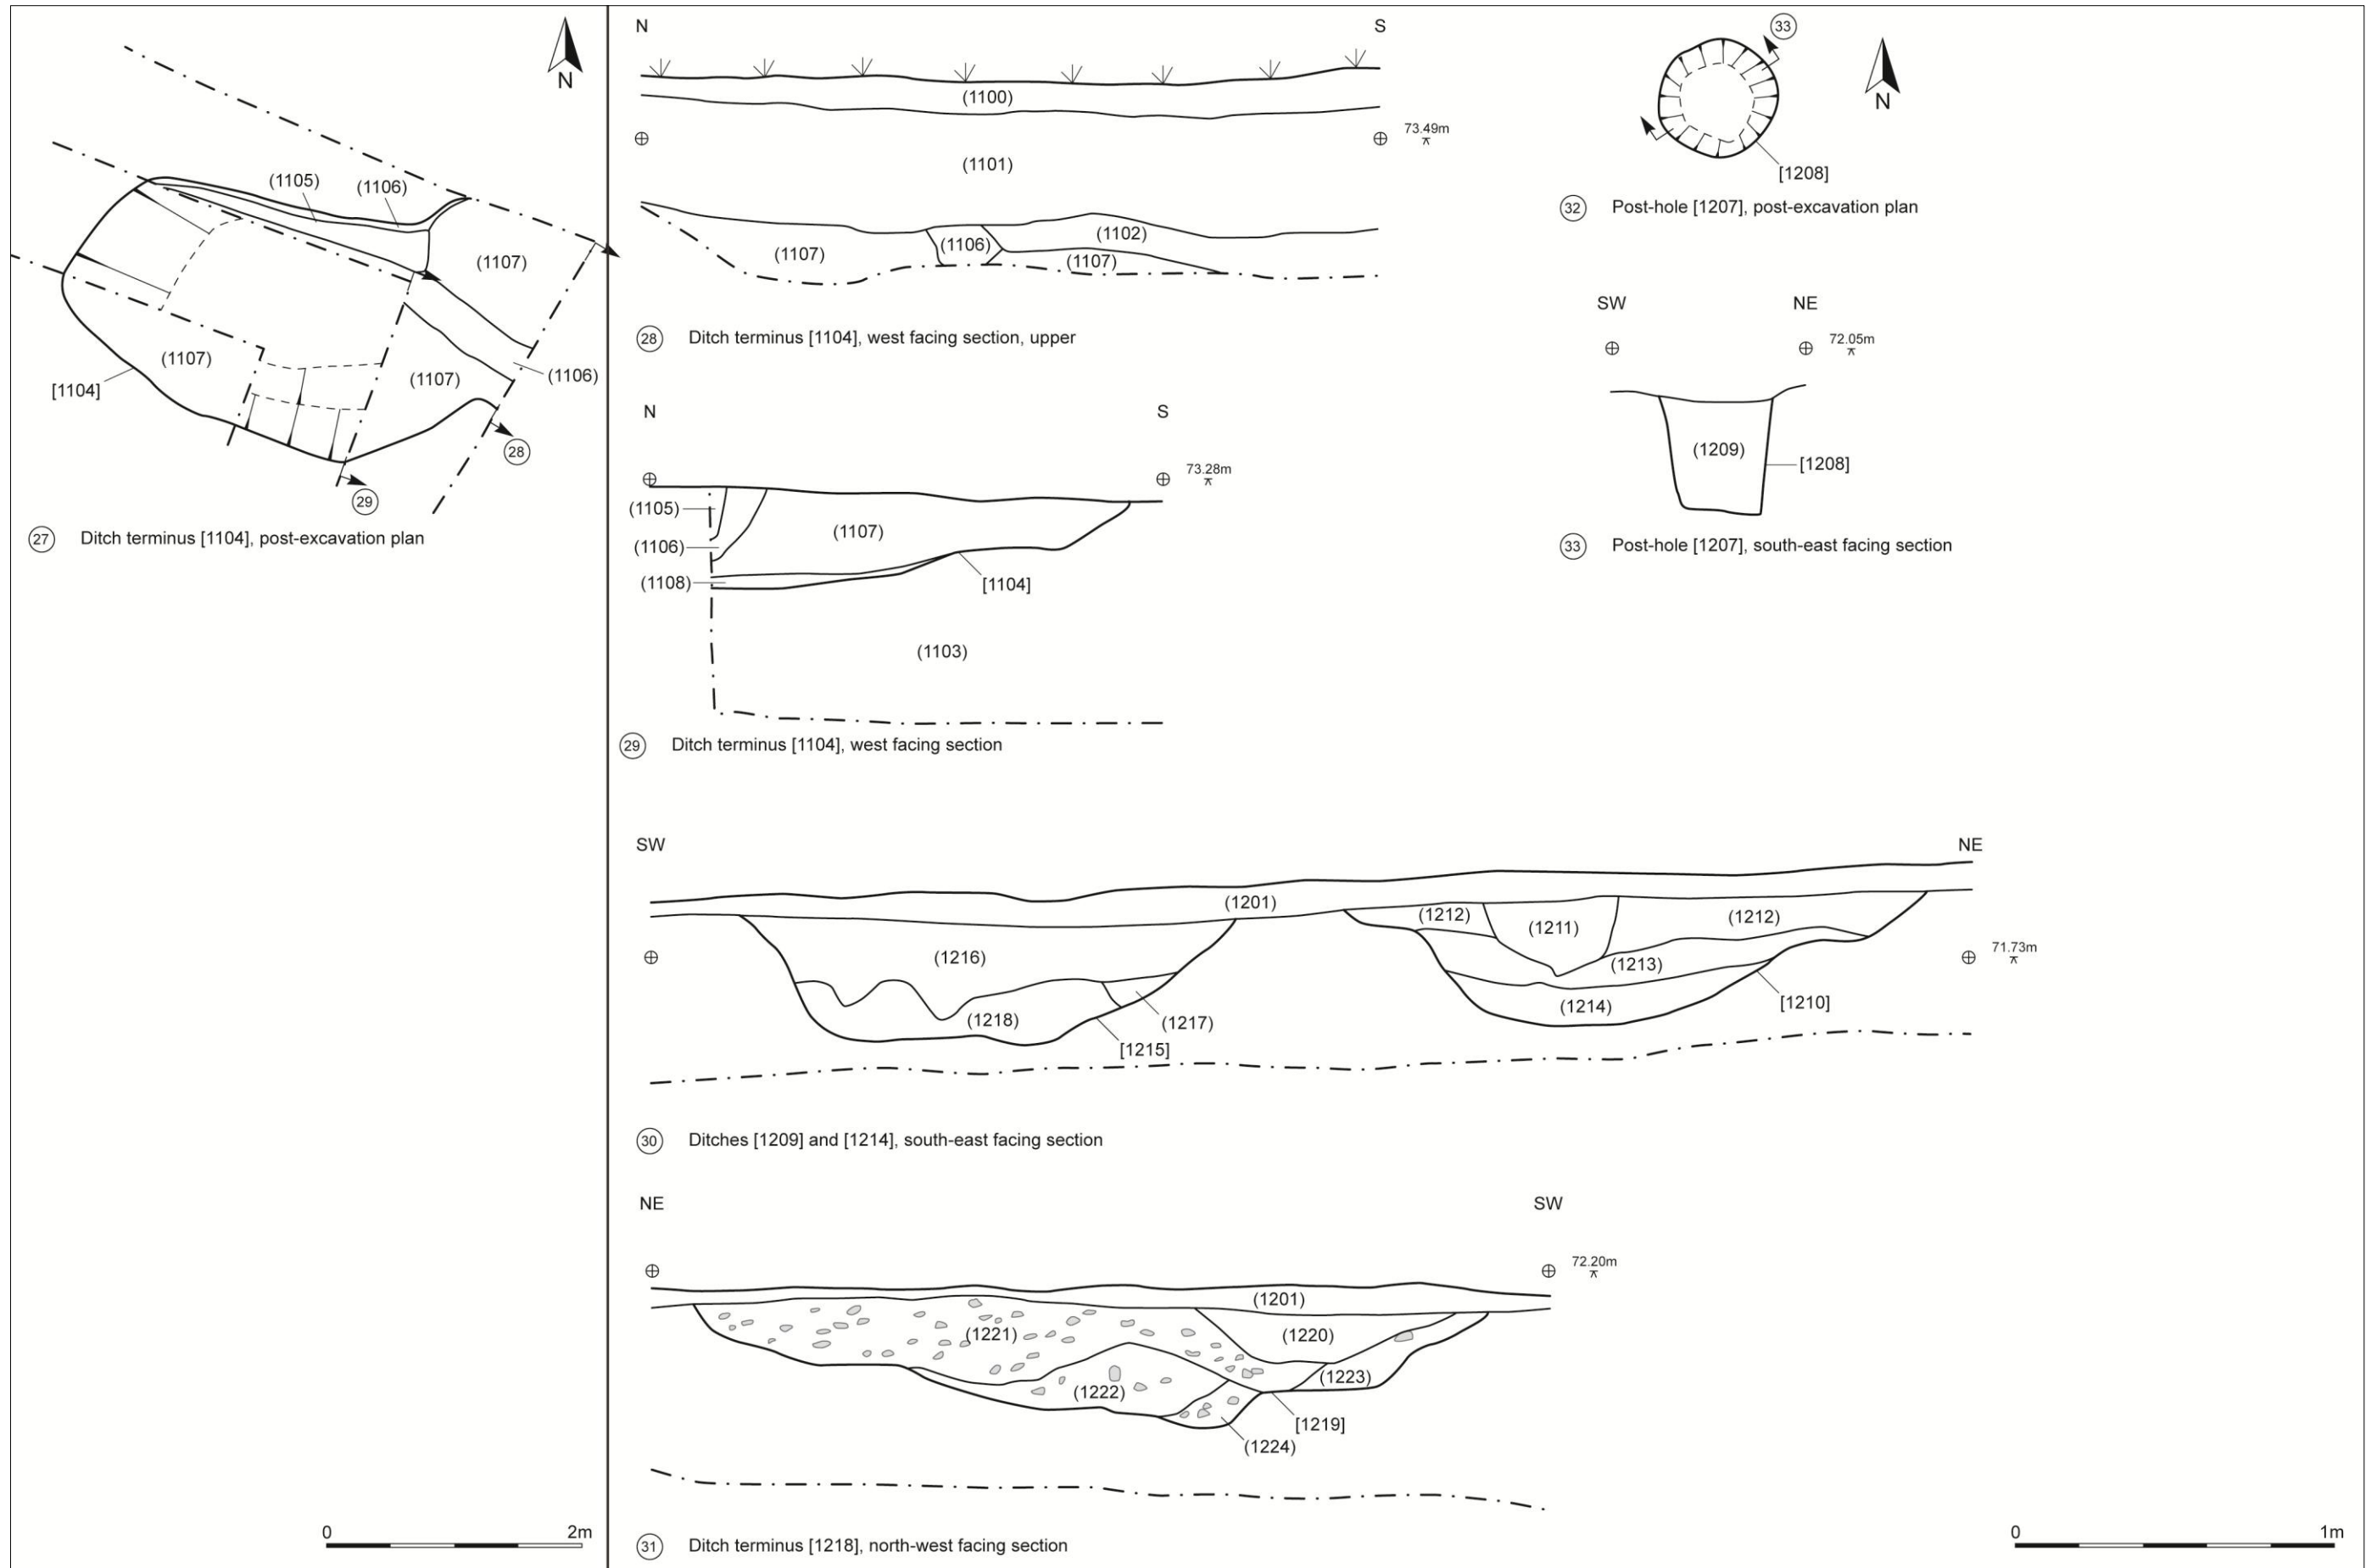 N
(1105)
(1106)
(1107)
(1107)
(1107)
(1106)
[1104]
28
29
27 Ditch terminus [1104], post-excavation plan
0 2m
N S
(1100)
73.49m
(1101)
(1102)
(1106)
(1107)
(1107)
28 Ditch terminus [1104], west facing section, upper
N S
73.28m
(1105)
(1107)
(1106)
(1108)
[1104]
(1103)
29 Ditch terminus [1104], west facing section
33
N
[1208]
32 Post-hole [1207], post-excavation plan
SW NE
72.05m
(1209)
[1208]
33 Post-hole [1207], south-east facing section
SW NE
(1201)
(1212)
(1211)
(1212)
71.73m
(1216)
(1213)
[1210]
(1214)
(1218)
(1217)
[1215]
30 Ditches [1209] and [1214], south-east facing section
NE SW
72.20m
(1201)
(1221)
(1220)
(1223)
(1222)
[1219]
(1224)
31 Ditch terminus [1218], north-west facing section
0 1m